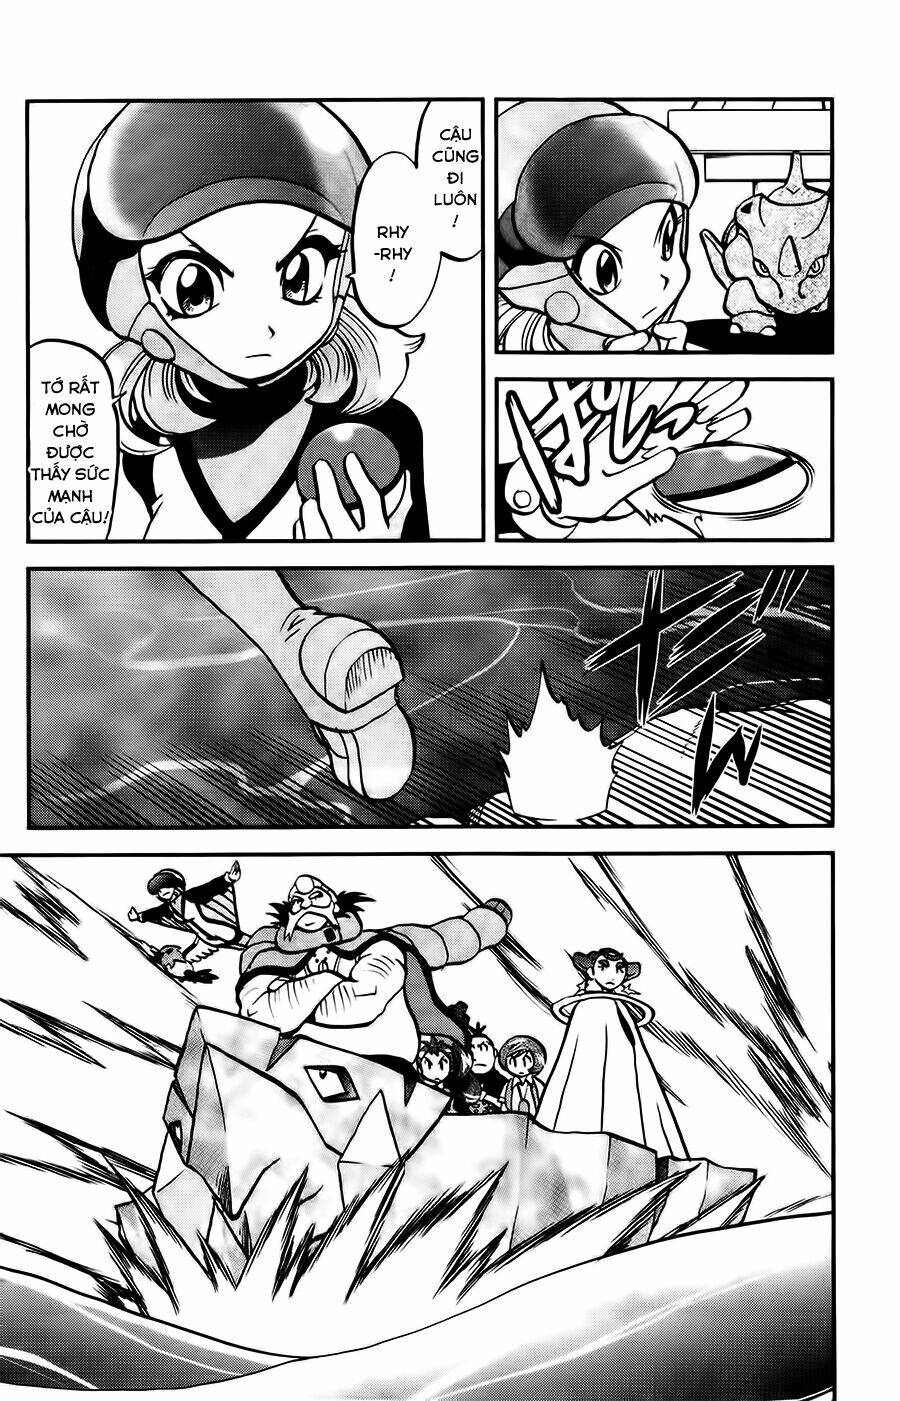 CẬU
CŨNG
ĐI
LUÔN
!
RHY
-RHY
!
TỚ RẤT
MONG
CHỜ
ĐƯỢC
THẤY SỨC
MẠNH
CỦA CẬU!